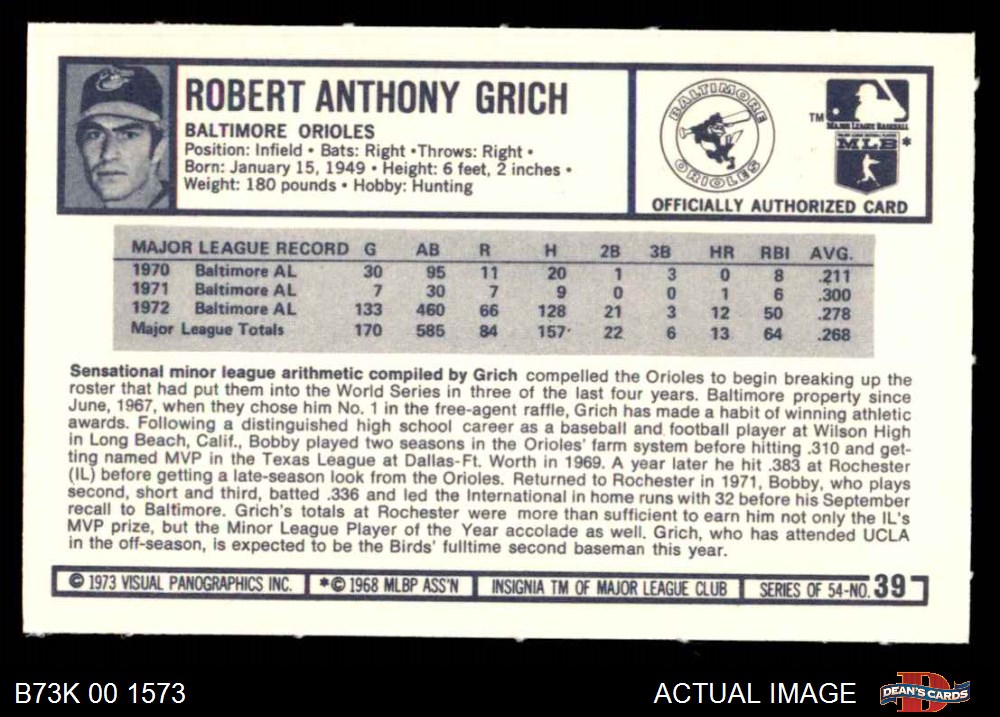 ROBERT ANTHONY GRICH
BALTIMORE ORIOLES
Position: Infield • Bats: Right •Throws: Right •
Born: January 15, 1949 • Height: 6 feet, 2 inches •
Weight: 180 pounds • Hobby: Hunting
BALTIMORE
ORIOLES
TM
MAJOR LEAGUE BASEBALL
MLB*
OFFICIALLY AUTHORIZED CARD
MAJOR LEAGUE RECORD G AB R H 2B 3B HR RBI AVG.
1970 Baltimore AL 30 95 11 20 1 3 0 8 .211
1971 Baltimore AL 7 30 7 9 0 0 1 6 .300
1972 Baltimore AL 133 460 66 128 21 3 12 50 .278
Major League Totals 170 585 84 157 22 6 13 64 .268
Sensational minor league arithmetic compiled by Grich compelled the Orioles to begin breaking up the
roster that had put them into the World Series in three of the last four years. Baltimore property since
June, 1967, when they chose him No. 1 in the free-agent raffle, Grich has made a habit of winning athletic
awards. Following a distinguished high school career as a baseball and football player at Wilson High
in Long Beach, Calif., Bobby played two seasons in the Orioles' farm system before hitting .310 and get-
ting named MVP in the Texas League at Dallas-Ft. Worth in 1969. A year later he hit .383 at Rochester
(IL) before getting a late-season look from the Orioles. Returned to Rochester in 1971, Bobby, who plays
second, short and third, batted .336 and led the International in home runs with 32 before his September
recall to Baltimore. Grich's totals at Rochester were more than sufficient to earn him not only the IL's
MVP prize, but the Minor League Player of the Year accolade as well. Grich, who has attended UCLA
in the off-season, is expected to be the Birds' fulltime second baseman this year.
© 1973 VISUAL PANOGRAPHICS INC. *© 1968 MLBP ASS'N INSIGNIA TM OF MAJOR LEAGUE CLUB SERIES OF 54-NO. 39
B73K 00 1573
ACTUAL IMAGE
DEAN'S CARDS